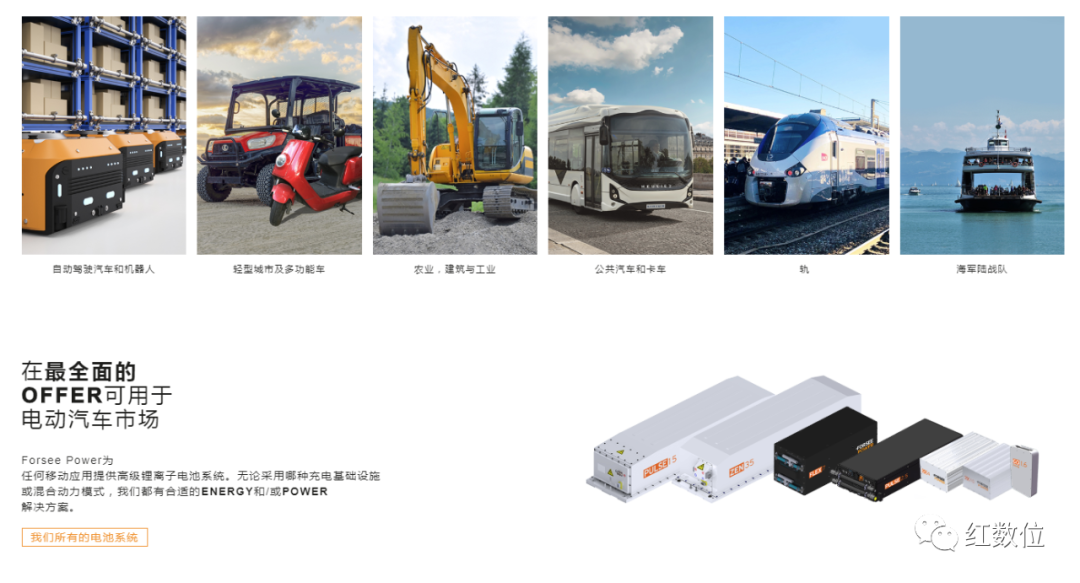 自动驾驶汽车和机器人
轻型城市及多功能车
农业，建筑与工业
公共汽车和卡车
轨
海军陆战队
在最全面的
OFFER可用于
电动汽车市场
Forsee Power为
任何移动应用提供高级锂离子电池系统。无论采用哪种充电基础设施
或混合动力模式，我们都有合适的ENERGY和/或POWER
解决方案。
我们所有的电池系统
PULSE 15
ZEN 35
FORSEE
FLEX
PULSE
红数位